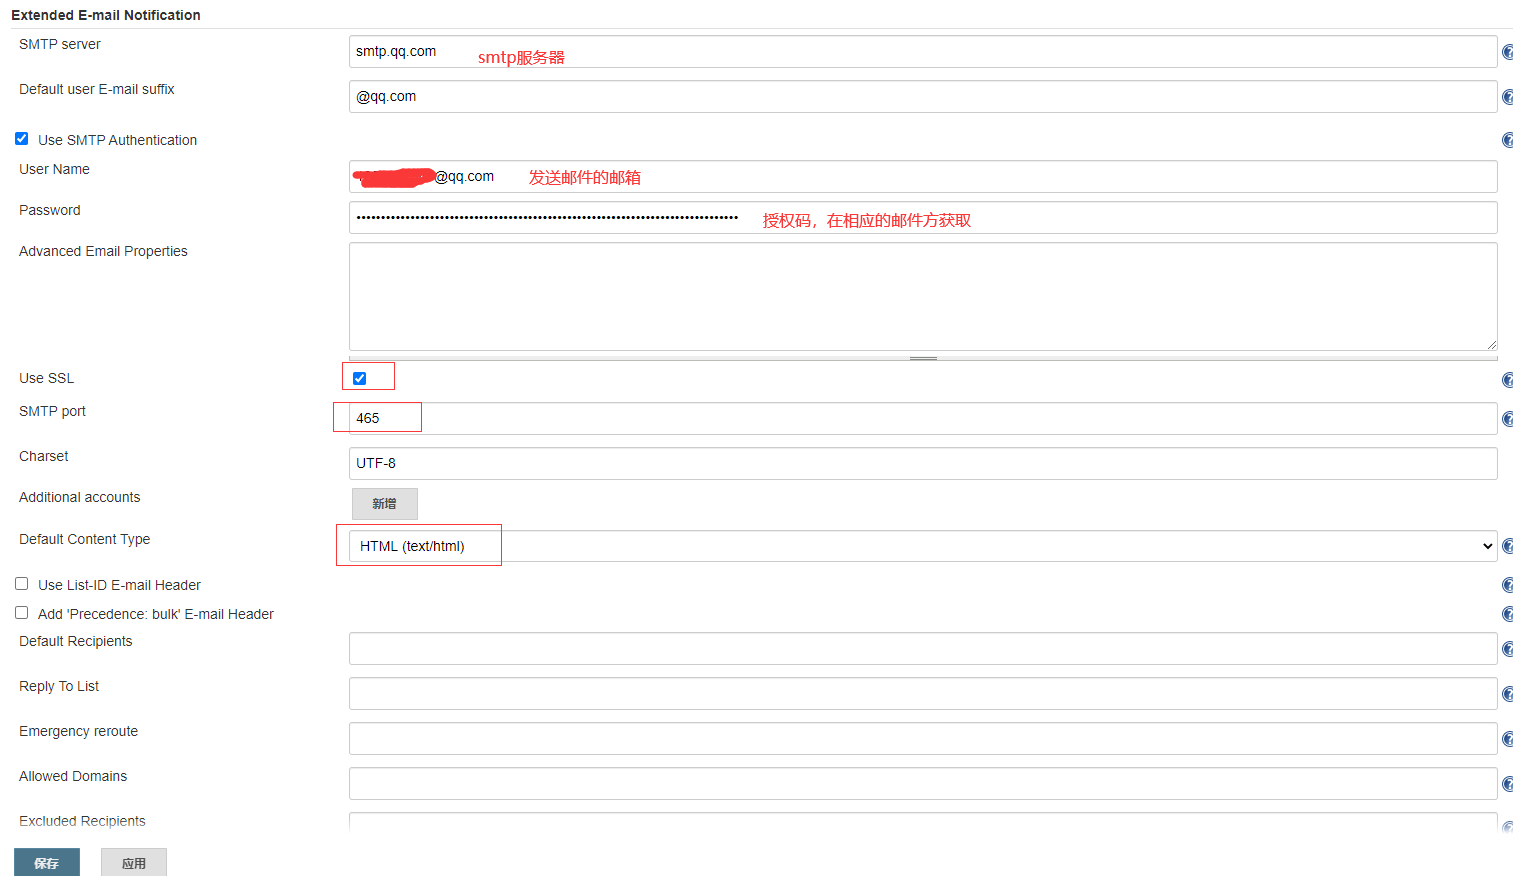 Extended E-mail Notification
SMTP server
smtp.qq.com
smtp服务器
Default user E-mail suffix
@qq.com
Use SMTP Authentication
User Name
@qq.com
发送邮件的邮箱
Password
授权码，在相应的邮件方获取
Advanced Email Properties
Use SSL
SMTP port
465
Charset
UTF-8
Additional accounts
新增
Default Content Type
HTML (text/html)
Use List-ID E-mail Header
Add 'Precedence: bulk' E-mail Header
Default Recipients
Reply To List
Emergency reroute
Allowed Domains
Excluded Recipients
保存
应用